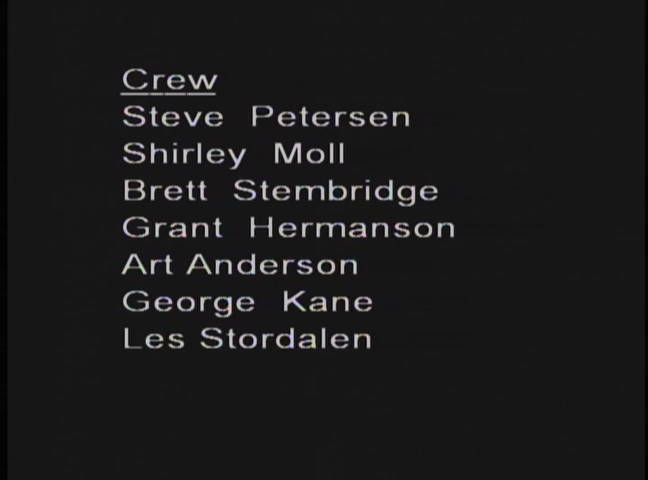 Crew
Steve Petersen
Shirley Moll
Brett Stembridge
Grant Hermanson
Art Anderson
George Kane
Les Stordalen